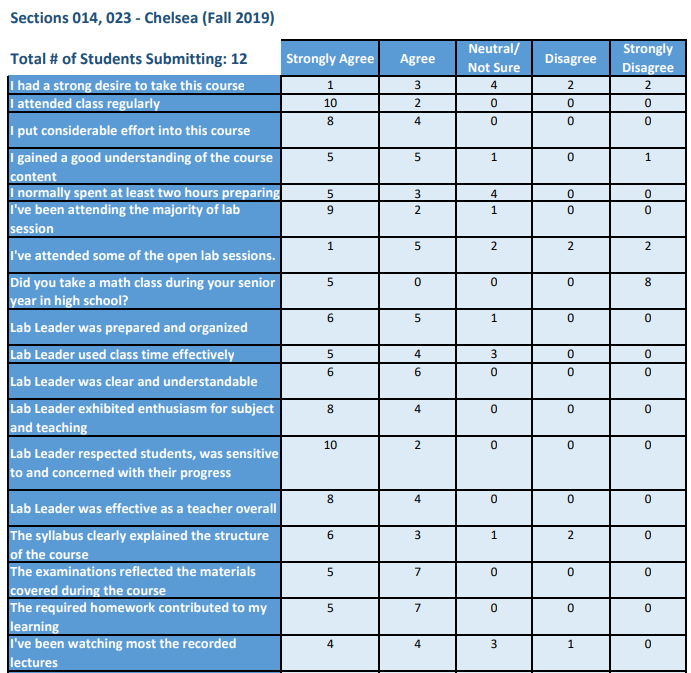 Sections 014, 023 - Chelsea (Fall 2019)
Total # of Students Submitting: 12
Strongly Agree
Agree
Neutral/
Not Sure
Disagree
Strongly
Disagree
I had a strong desire to take this course 1 3 4 2 2
I attended class regularly 10 2 0 0 0
I put considerable effort into this course 8 4 0 0 0
I gained a good understanding of the course 5 5 1 0 1
content
I normally spent at least two hours preparing 5 3 4 0 0
I've been attending the majority of lab 9 2 1 0 0
session
I've attended some of the open lab sessions. 1 5 2 2 2
Did you take a math class during your senior 5 0 0 0 8
year in high school?
Lab Leader was prepared and organized 6 5 1 0 0
Lab Leader used class time effectively 5 4 3 0 0
Lab Leader was clear and understandable 6 6 0 0 0
Lab Leader exhibited enthusiasm for subject 8 4 0 0 0
and teaching
Lab Leader respected students, was sensitive 10 2 0 0 0
to and concerned with their progress
Lab Leader was effective as a teacher overall 8 4 0 0 0
The syllabus clearly explained the structure 6 3 1 2 0
of the course
The examinations reflected the materials 5 7 0 0 0
covered during the course
The required homework contributed to my 5 7 0 0 0
learning
I've been watching most the recorded 4 4 3 1 0
lectures